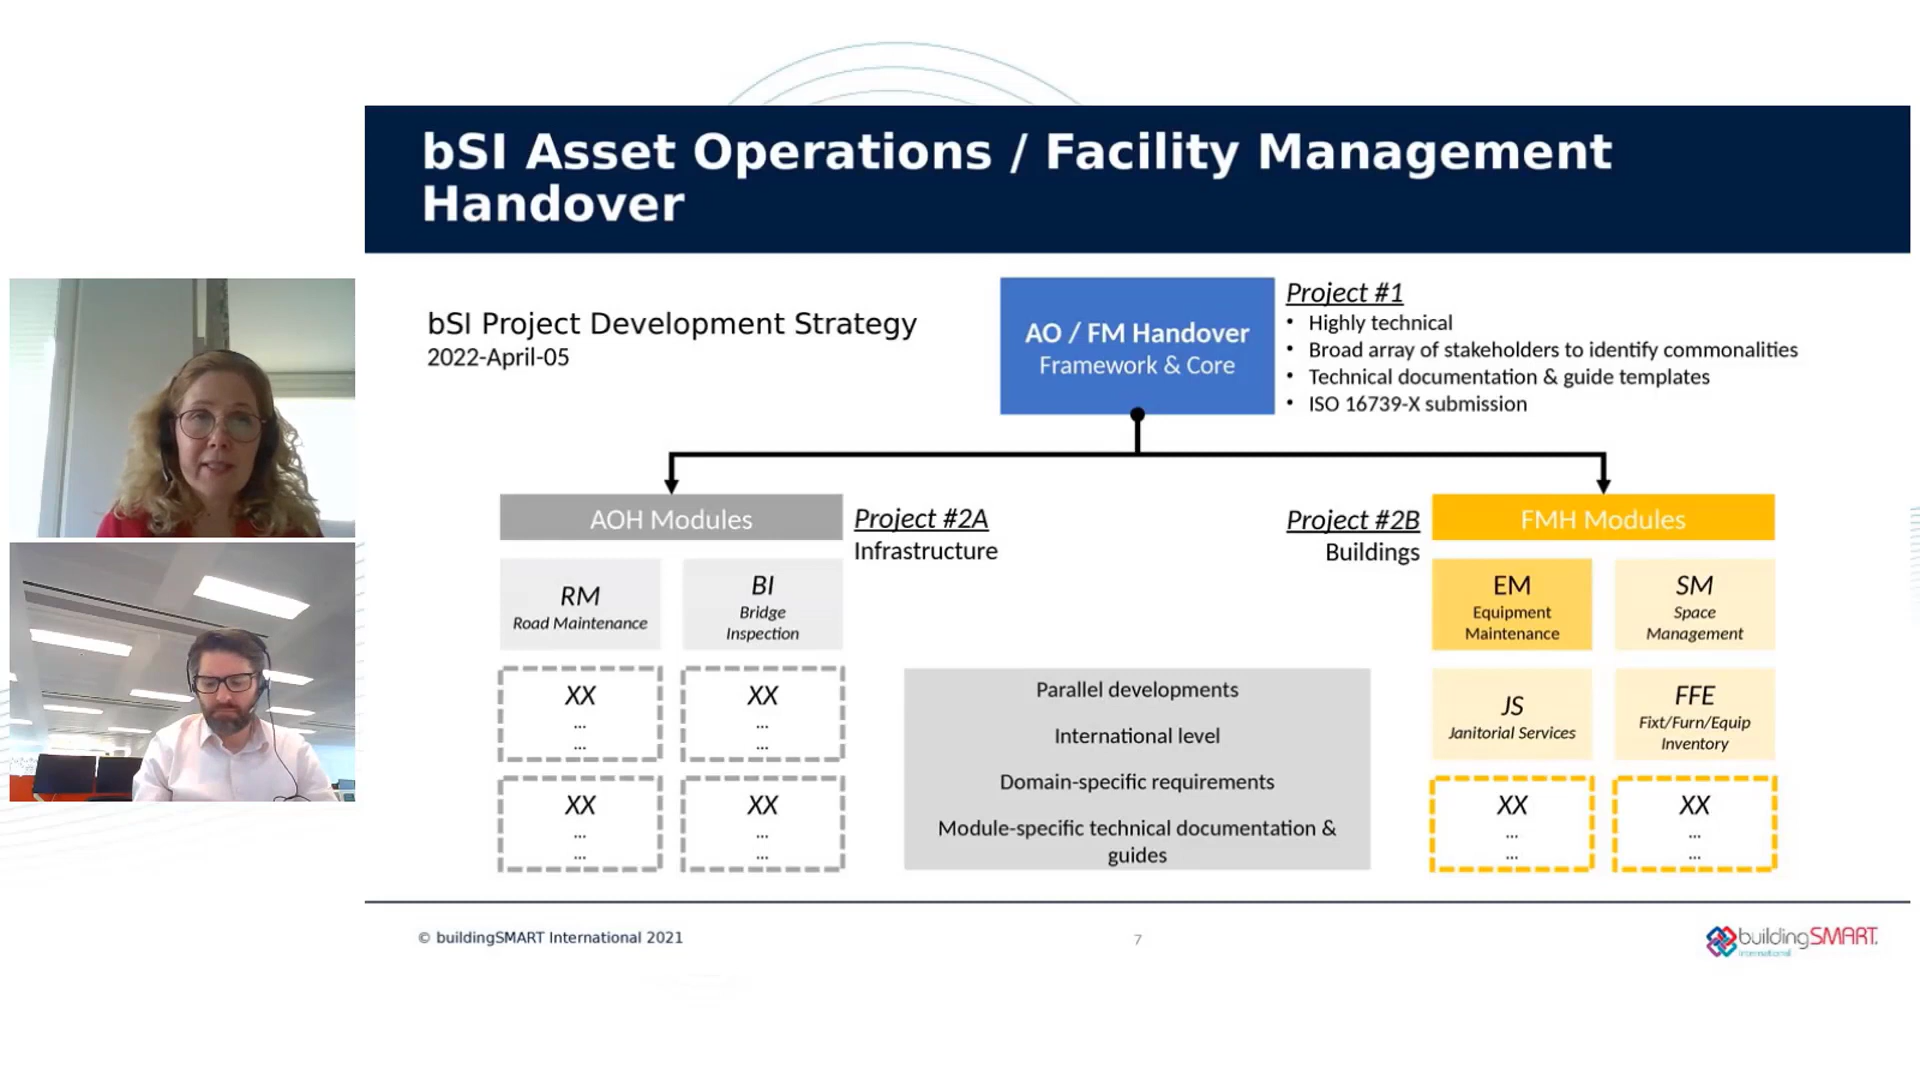 bSI Asset Operations / Facility Management
Handover
bSI Project Development Strategy
2022-April-05
AO / FM Handover
Framework & Core
Project #1
• Highly technical
• Broad array of stakeholders to identify commonalities
• Technical documentation & guide templates
• ISO 16739-X submission
AOH Modules
Project #2A
Infrastructure
RM
Road Maintenance
BI
Bridge
Inspection
XX
...
...
XX
...
...
XX
...
...
XX
...
...
Parallel developments
International level
Domain-specific requirements
Module-specific technical documentation &
guides
Project #2B
Buildings
FMH Modules
EM
Equipment
Maintenance
SM
Space
Management
JS
Janitorial Services
FFE
Fixt/Furn/Equip
Inventory
XX
...
...
XX
...
...
© buildingSMART International 2021
7
buildingSMART.
International